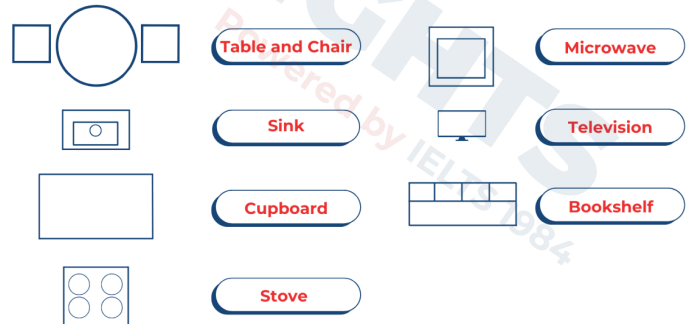 Table and Chair
Microwave
Sink
Television
Cupboard
Bookshelf
Stove
Powered by IELTS 1984